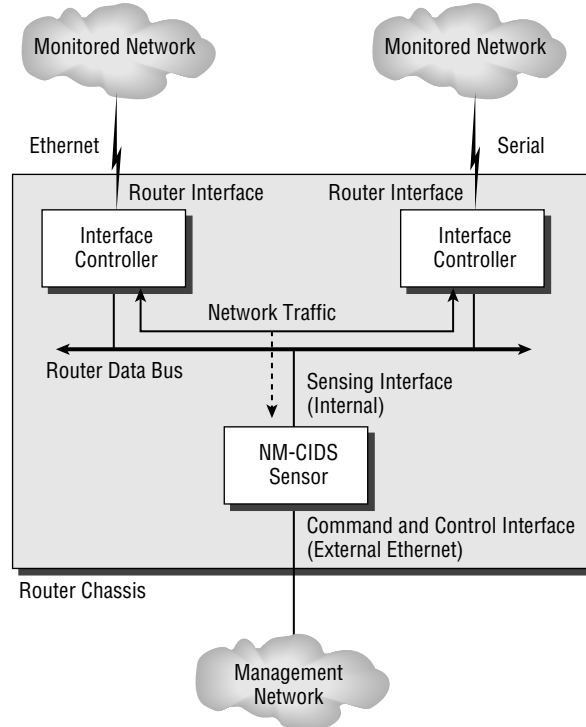 Monitored Network
Monitored Network
Ethernet
Serial
Router Interface
Router Interface
Interface
Controller
Interface
Controller
Network Traffic
Router Data Bus
Sensing Interface
(Internal)
NM-CIDS
Sensor
Command and Control Interface
(External Ethernet)
Router Chassis
Management
Network